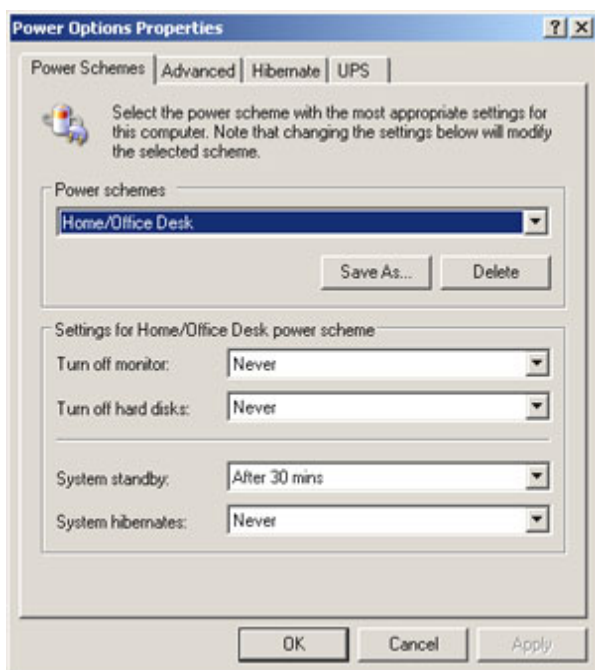 Power Options Properties
Power Schemes Advanced Hibernate UPS
Select the power scheme with the most appropriate settings for
this computer. Note that changing the settings below will modify
the selected scheme.
Power schemes
Home/Office Desk
Save As... Delete
Settings for Home/Office Desk power scheme
Turn off monitor: Never
Turn off hard disks: Never
System standby: After 30 mins
System hibernates: Never
OK Cancel Apply